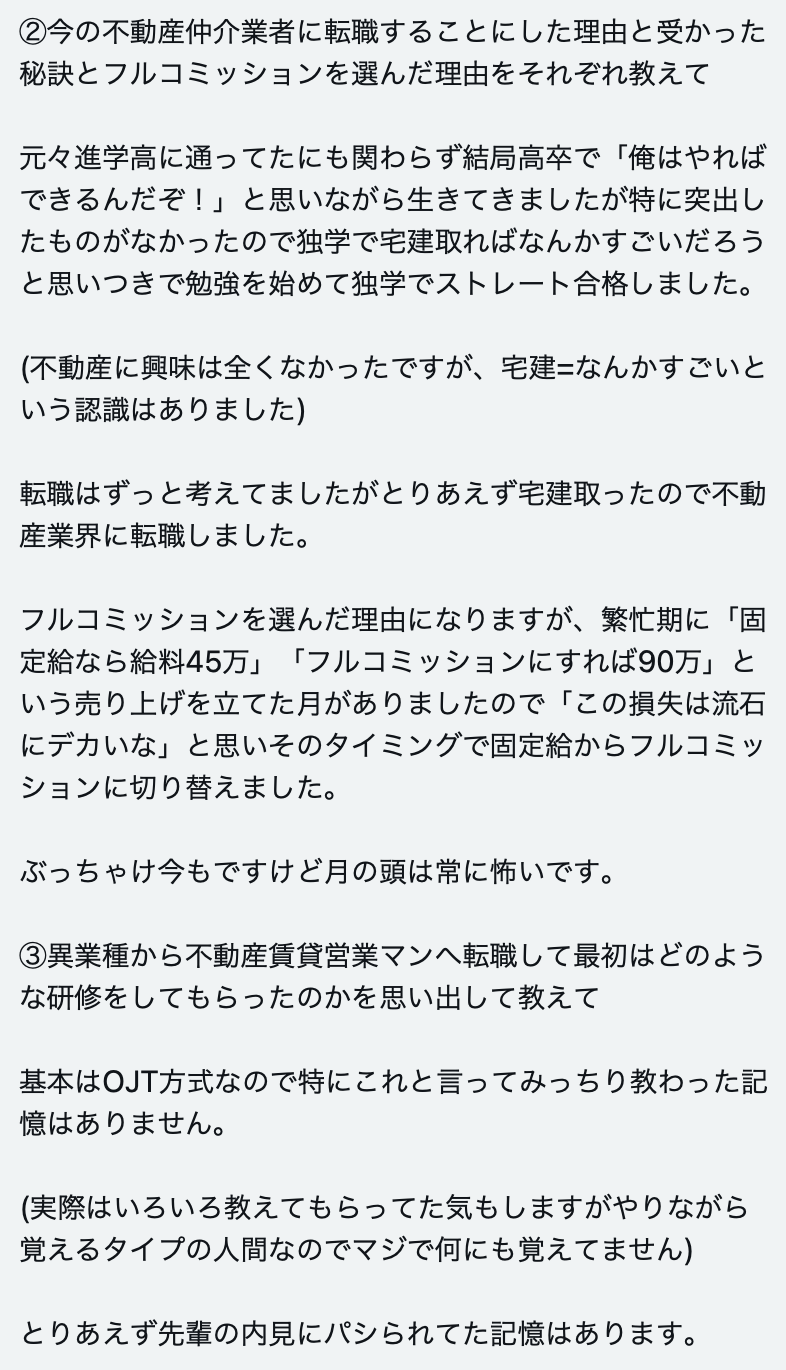 ②今の不動産仲介業者に転職することにした理由と受かった
秘訣とフルコミッションを選んだ理由をそれぞれ教えて
元々進学高に通ってたにも関わらず結局高卒で「俺はやれば
できるんだぞ！」と思いながら生きてきましたが特に突出し
たものがなかったので独学で宅建取ればなんかすごいだろう
と思いつきで勉強を始めて独学でストレート合格しました。
(不動産に興味は全くなかったですが、宅建=なんかすごいと
いう認識はありました)
転職はずっと考えてましたがとりあえず宅建取ったので不動
産業界に転職しました。
フルコミッションを選んだ理由になりますが、繁忙期に「固
定給なら給料45万」「フルコミッションにすれば90万」と
いう売り上げを立てた月がありましたので「この損失は流石
にデカいな」と思いそのタイミングで固定給からフルコミッ
ションに切り替えました。
ぶっちゃけ今もですけど月の頭は常に怖いです。
③異業種から不動産賃貸営業マンへ転職して最初はどのよう
な研修をしてもらったのかを思い出して教えて
基本はOJT方式なので特にこれと言ってみっちり教わった記
憶はありません。
(実際はいろいろ教えてもらってた気もしますがやりながら
覚えるタイプの人間なのでマジで何にも覚えてません)
とりあえず先輩の内見にパシられてた記憶はあります。